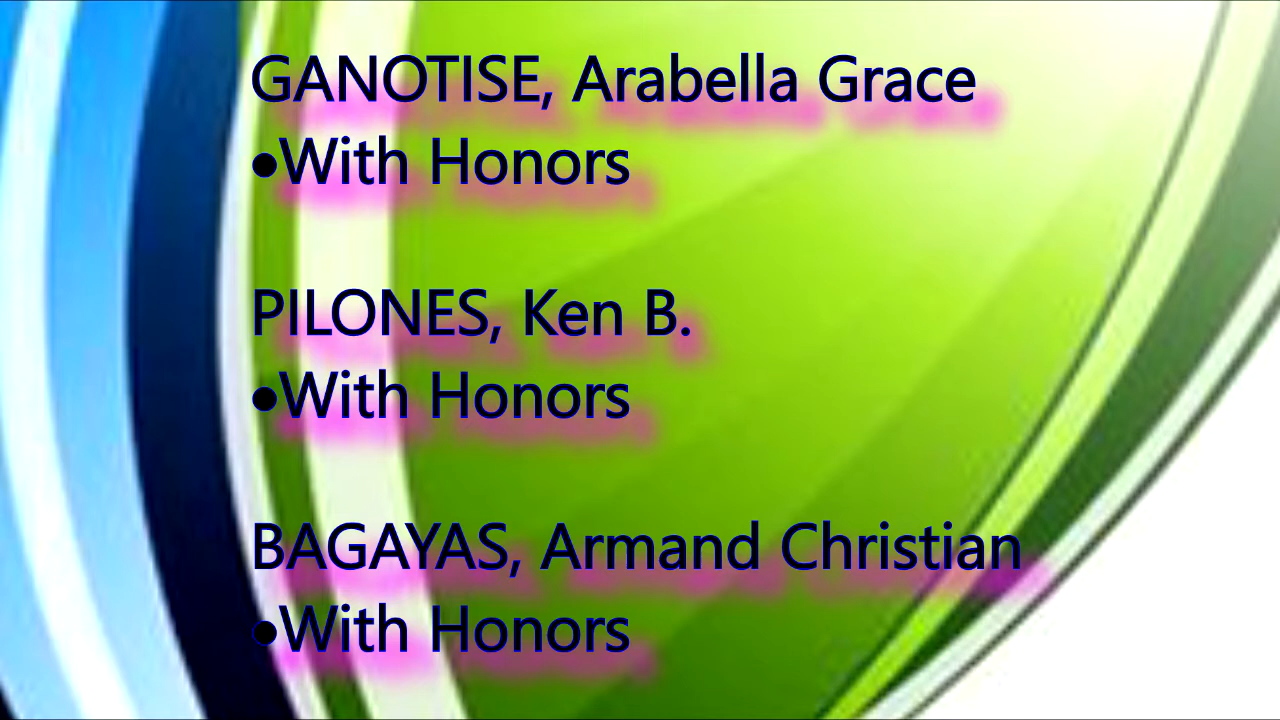 GANOTISE, Arabella Grace
•With Honors
PILONES, Ken B.
•With Honors
BAGAYAS, Armand Christian
•With Honors